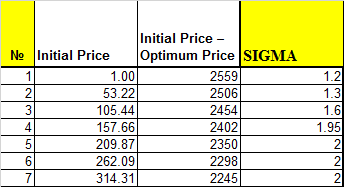 № Initial Price Initial Price – Optimum Price SIGMA
1 1.00 2559 1.2
2 53.22 2506 1.3
3 105.44 2454 1.6
4 157.66 2402 1.95
5 209.87 2350 2
6 262.09 2298 2
7 314.31 2245 2